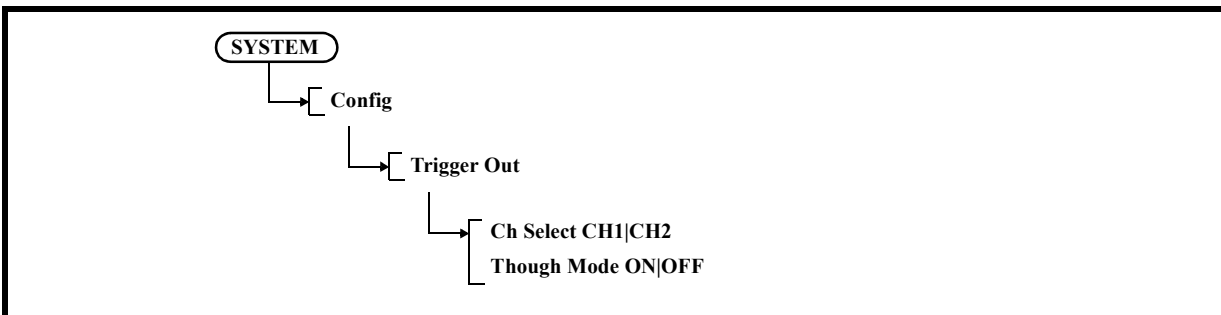 SYSTEM
Config
Trigger Out
Ch Select CH1|CH2
Though Mode ON|OFF